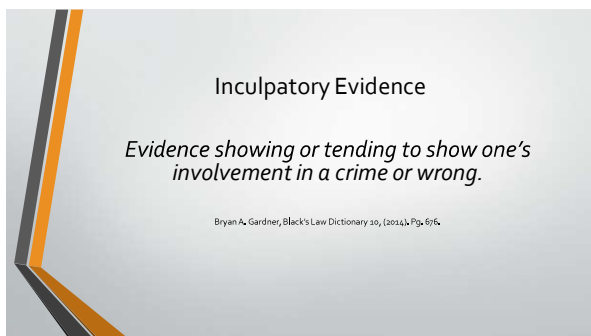 Inculpatory Evidence
Evidence showing or tending to show one's
involvement in a crime or wrong.
Bryan A. Gardner, Black's Law Dictionary 10, (2014). Pg. 676.